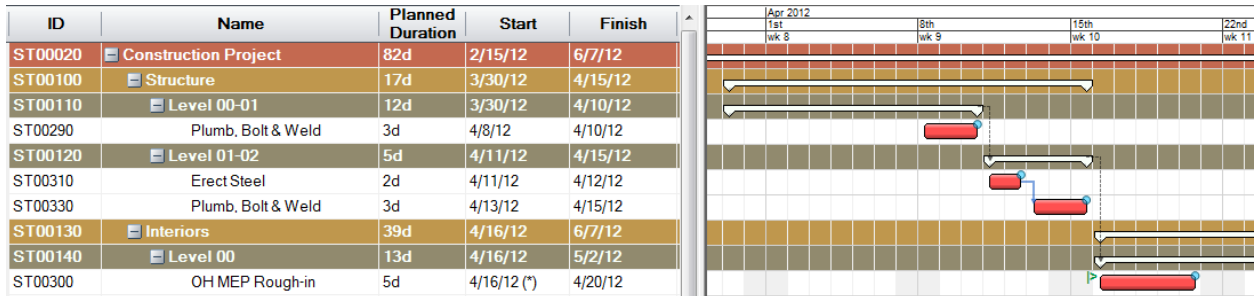 ID Name Planned Duration Start Finish
ST00020 Construction Project 82d 2/15/12 6/7/12
ST00100 Structure 17d 3/30/12 4/15/12
ST00110 Level 00-01 12d 3/30/12 4/10/12
ST00290 Plumb, Bolt & Weld 3d 4/8/12 4/10/12
ST00120 Level 01-02 5d 4/11/12 4/15/12
ST00310 Erect Steel 2d 4/11/12 4/12/12
ST00330 Plumb, Bolt & Weld 3d 4/13/12 4/15/12
ST00130 Interiors 39d 4/16/12 6/7/12
ST00140 Level 00 13d 4/16/12 5/2/12
ST00300 OH MEP Rough-in 5d 4/16/12 (*) 4/20/12
Apr 2012
1st 8th 15th 22nd
wk 8 wk 9 wk 10 wk 11